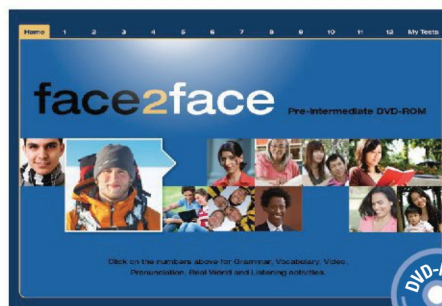 Home 1 2 3 4 5 6 7 8 9 10 11 12 My Tests
face2face Pre-intermediate DVD-ROM
Click on the numbers above for Grammar, Vocabulary, Video,
Pronunciation, Real World and Listening activities.